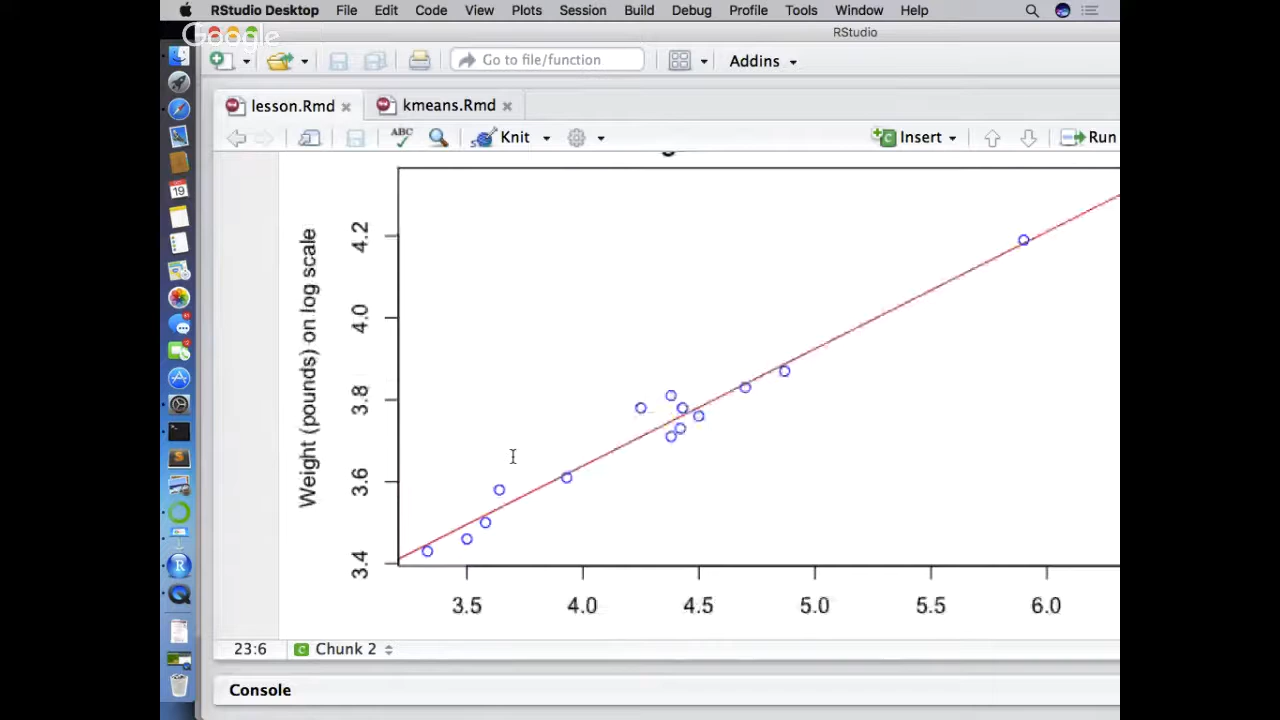 RStudio Desktop File Edit Code View Plots Session Build Debug Profile Tools Window Help
Google
RStudio
Go to file/function
Addins
lesson.Rmd
kmeans.Rmd
ABC
Knit
Insert
Run
19
Weight (pounds) on log scale
4.2
4.0
3.8
3.6
3.4
3.5 4.0 4.5 5.0 5.5 6.0
23:6
Chunk 2
Console